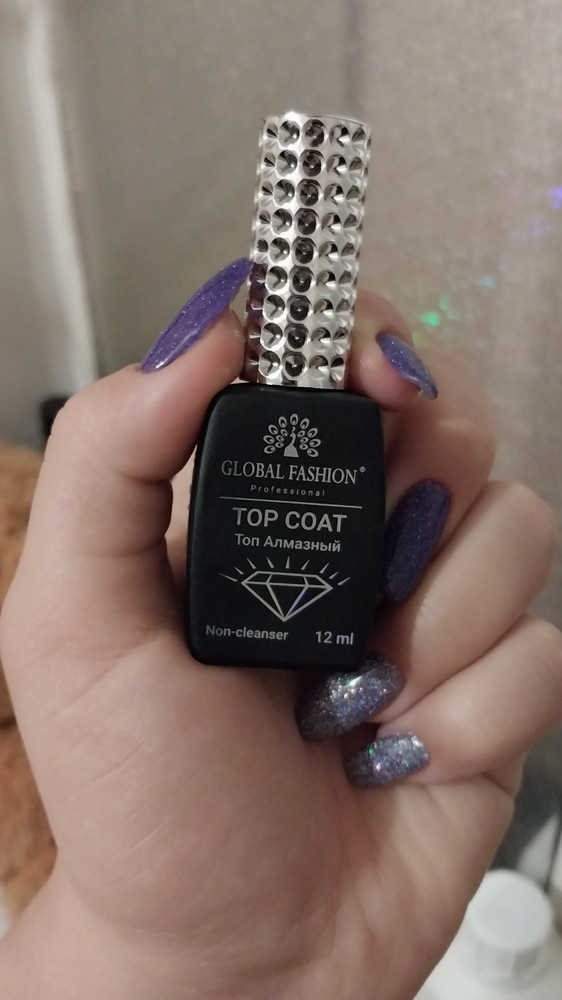 GLOBAL FASHION®
Professional
TOP COAT
Топ Алмазный
Non-cleanser 12 ml